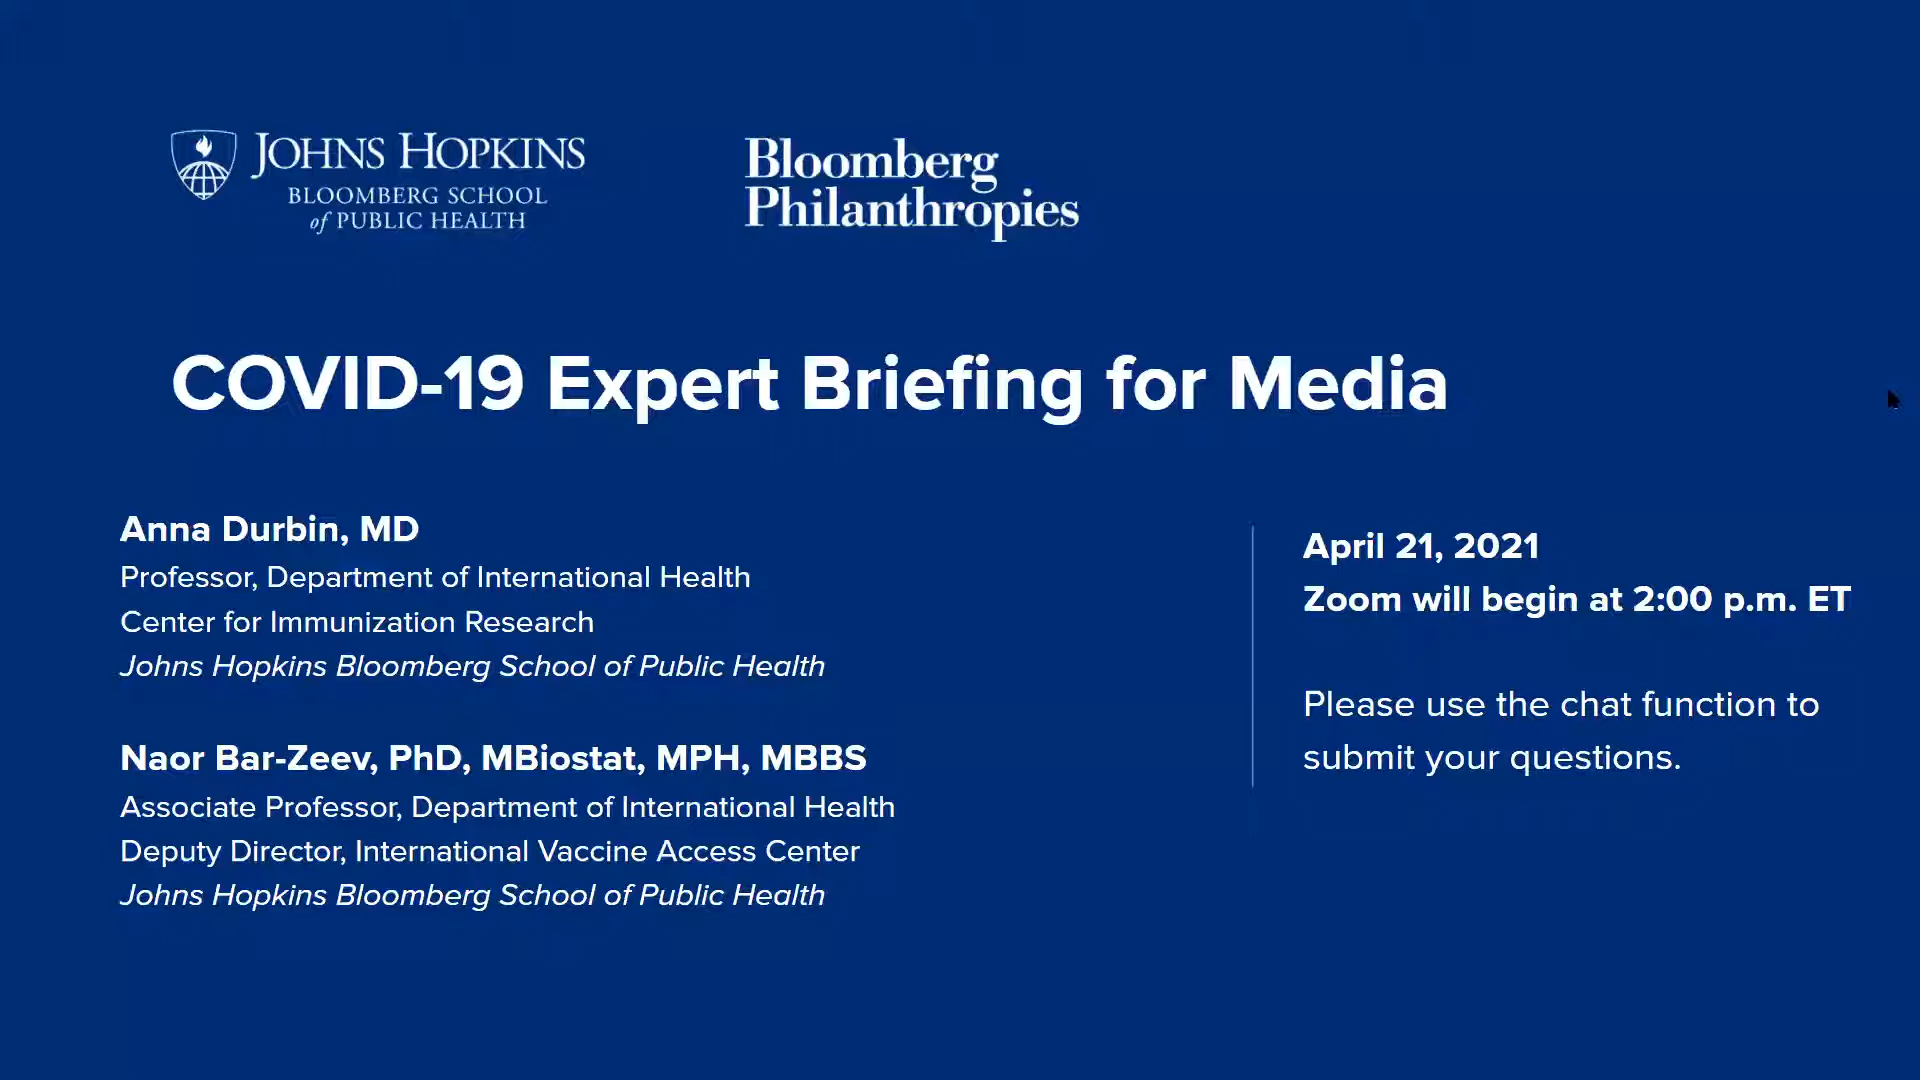 JOHNS HOPKINS
BLOOMBERG SCHOOL
of PUBLIC HEALTH
Bloomberg
Philanthropies
COVID-19 Expert Briefing for Media
Anna Durbin, MD
Professor, Department of International Health
Center for Immunization Research
Johns Hopkins Bloomberg School of Public Health
Naor Bar-Zeev, PhD, MBiostat, MPH, MBBS
Associate Professor, Department of International Health
Deputy Director, International Vaccine Access Center
Johns Hopkins Bloomberg School of Public Health
April 21, 2021
Zoom will begin at 2:00 p.m. ET
Please use the chat function to
submit your questions.